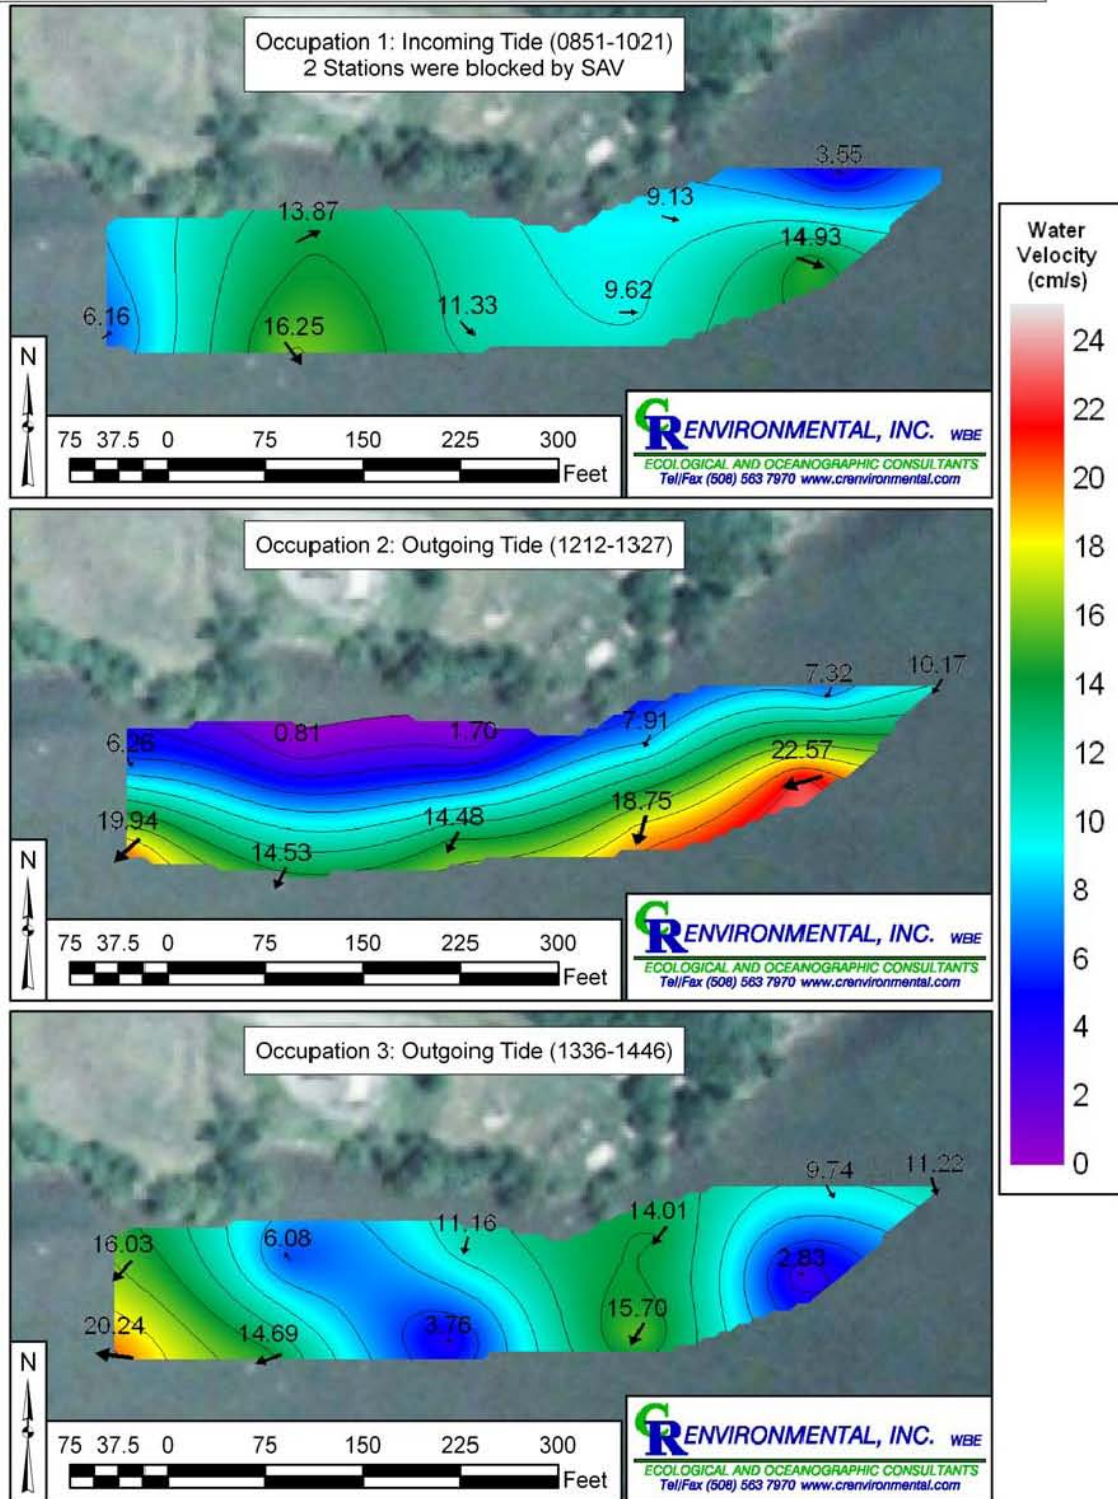 Occupation 1: Incoming Tide (0851-1021)
2 Stations were blocked by SAV
3.55
9.13
13.87
14.93
9.62
11.33
6.16
16.25
N
75 37.5 0 75 150 225 300
Feet
CR ENVIRONMENTAL, INC. WBE
ECOLOGICAL AND OCEANOGRAPHIC CONSULTANTS
Tel/Fax (508) 563 7970 www.crenvironmental.com
Water
Velocity
(cm/s)
24
22
20
18
16
14
12
10
8
6
4
2
0
Occupation 2: Outgoing Tide (1212-1327)
10.17
7.32
7.91
0.81
1.70
6.26
22.57
18.75
19.94
14.48
14.53
N
75 37.5 0 75 150 225 300
Feet
CR ENVIRONMENTAL, INC. WBE
ECOLOGICAL AND OCEANOGRAPHIC CONSULTANTS
Tel/Fax (508) 563 7970 www.crenvironmental.com
Occupation 3: Outgoing Tide (1336-1446)
11.22
9.74
14.01
11.16
6.08
16.03
2.83
15.70
20.24
14.69
3.76
N
75 37.5 0 75 150 225 300
Feet
CR ENVIRONMENTAL, INC. WBE
ECOLOGICAL AND OCEANOGRAPHIC CONSULTANTS
Tel/Fax (508) 563 7970 www.crenvironmental.com